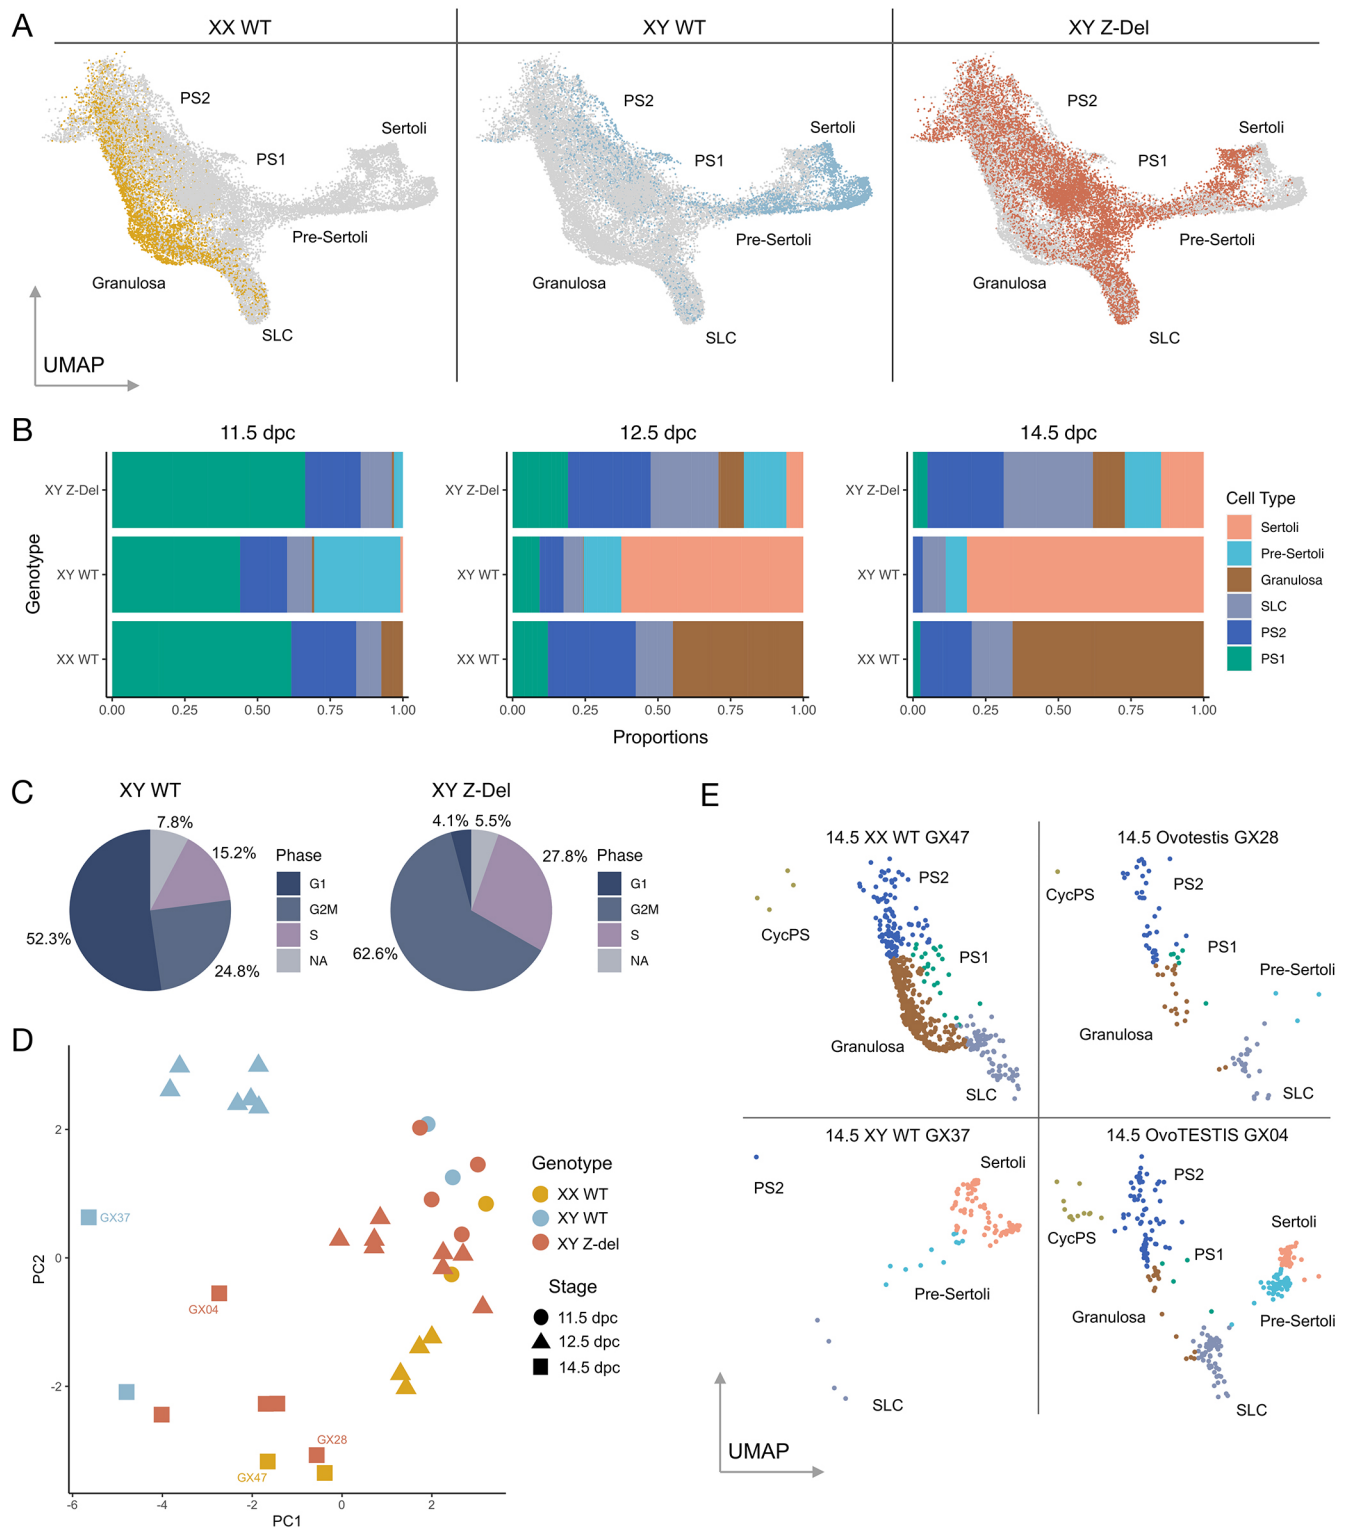 A
XX WT
XY WT
XY Z-Del
PS2
PS1
Sertoli
Pre-Sertoli
Granulosa
SLC
UMAP
PS2
PS1
Sertoli
Pre-Sertoli
Granulosa
SLC
PS2
PS1
Sertoli
Pre-Sertoli
Granulosa
SLC
B
11.5 dpc
12.5 dpc
14.5 dpc
Genotype
XY Z-Del
XY WT
XX WT
0.00 0.25 0.50 0.75 1.00
XY Z-Del
XY WT
XX WT
0.00 0.25 0.50 0.75 1.00
XY Z-Del
XY WT
XX WT
0.00 0.25 0.50 0.75 1.00
Proportions
Cell Type
Sertoli
Pre-Sertoli
Granulosa
SLC
PS2
PS1
C
XY WT
7.8%
15.2%
52.3%
24.8%
Phase
G1
G2M
S
NA
XY Z-Del
4.1% 5.5%
27.8%
62.6%
Phase
G1
G2M
S
NA
D
PC2
2
0
-2
GX37
GX04
GX28
GX47
-6 -4 -2 0 2
PC1
Genotype
XX WT
XY WT
XY Z-del
Stage
11.5 dpc
12.5 dpc
14.5 dpc
E
14.5 XX WT GX47
PS2
CycPS
PS1
Granulosa
SLC
14.5 Ovotestis GX28
CycPS
PS2
PS1
Pre-Sertoli
Granulosa
SLC
14.5 XY WT GX37
Sertoli
PS2
Pre-Sertoli
SLC
UMAP
14.5 OvoTESTIS GX04
PS2
Sertoli
CycPS
PS1
Granulosa
Pre-Sertoli
SLC